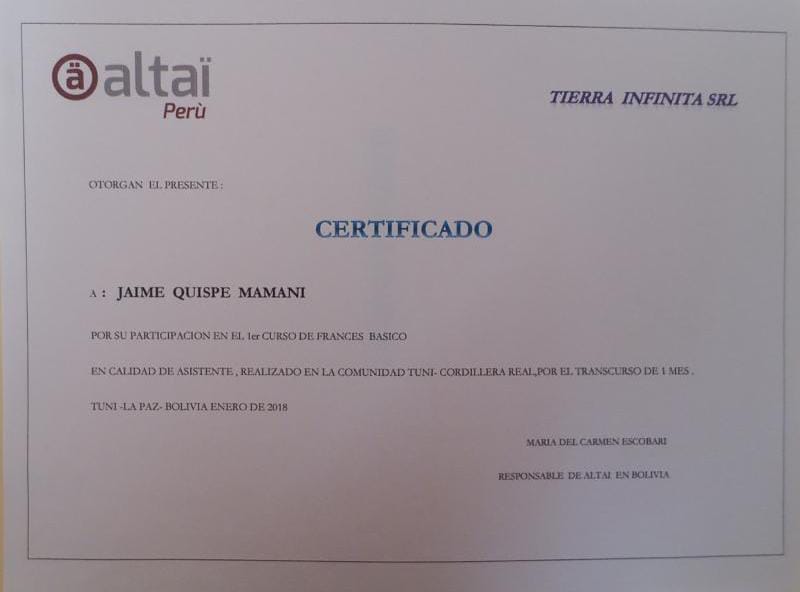 ä altaï
Perù
TIERRA INFINITA SRL
OTORGAN EL PRESENTE :
CERTIFICADO
A : JAIME QUISPE MAMANI
POR SU PARTICIPACION EN EL 1er CURSO DE FRANCES BASICO
EN CALIDAD DE ASISTENTE , REALIZADO EN LA COMUNIDAD TUNI- CORDILLERA REAL,POR EL TRANSCURSO DE 1 MES .
TUNI -LA PAZ- BOLIVIA ENERO DE 2018
MARIA DEL CARMEN ESCOBARI
RESPONSABLE DE ALTAI EN BOLIVIA